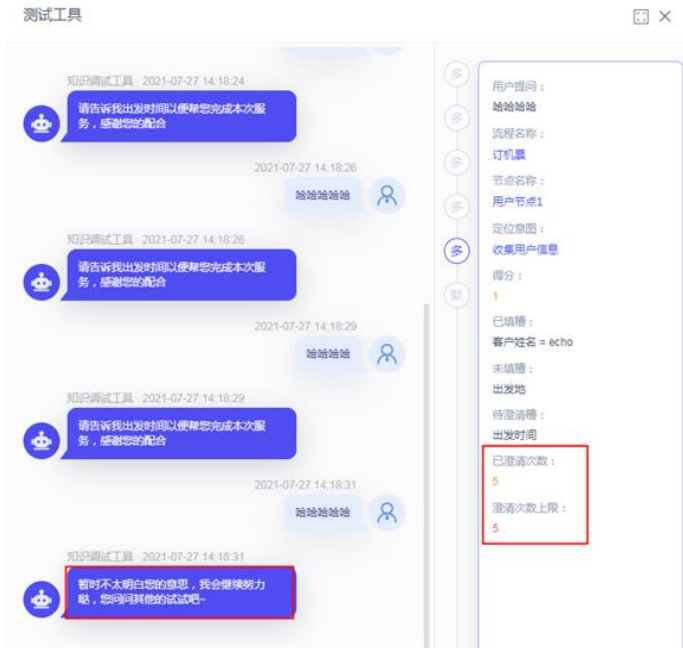 测试工具
知识调试工具 2021-07-27 14:18:24
请告诉我出发时间以便帮您完成本次服
务，感谢您的配合
2021-07-27 14:18:26
哈哈哈哈哈
知识调试工具 2021-07-27 14:18:26
请告诉我出发时间以便帮您完成本次服
务，感谢您的配合
2021-07-27 14:18:29
哈哈哈哈
知识调试工具 2021-07-27 14:18:29
请告诉我出发时间以便帮您完成本次服
务，感谢您的配合
2021-07-27 14:18:31
哈哈哈哈哈
知识调试工具 2021-07-27 14:18:31
暂时不太明白您的意思，我会继续努力
哒，您问问其他的试试吧~
多
多
多
多
多
默
用户提问：
哈哈哈哈
流程名称：
订机票
节点名称：
用户节点1
定位意图：
收集用户信息
得分：
1
已填槽：
客户姓名 = echo
未填槽：
出发地
待澄清槽：
出发时间
已澄清次数：
5
澄清次数上限：
5